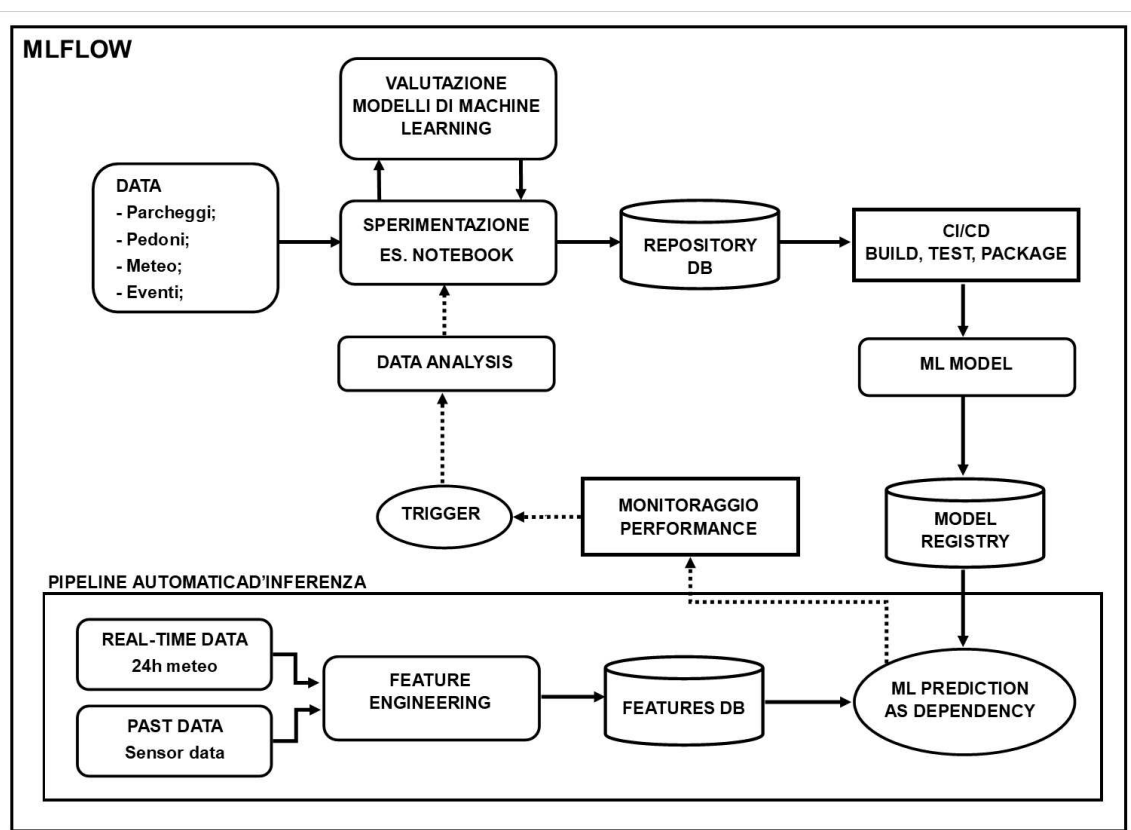 MLFLOW
VALUTAZIONE
MODELLI DI MACHINE
LEARNING
DATA
- Parcheggi;
- Pedoni;
- Meteo;
- Eventi;
SPERIMENTAZIONE
ES. NOTEBOOK
REPOSITORY
DB
CI/CD
BUILD, TEST, PACKAGE
DATA ANALYSIS
ML MODEL
TRIGGER
MONITORAGGIO
PERFORMANCE
MODEL
REGISTRY
PIPELINE AUTOMATICAD'INFERENZA
REAL-TIME DATA
24h meteo
PAST DATA
Sensor data
FEATURE
ENGINEERING
FEATURES DB
ML PREDICTION
AS DEPENDENCY